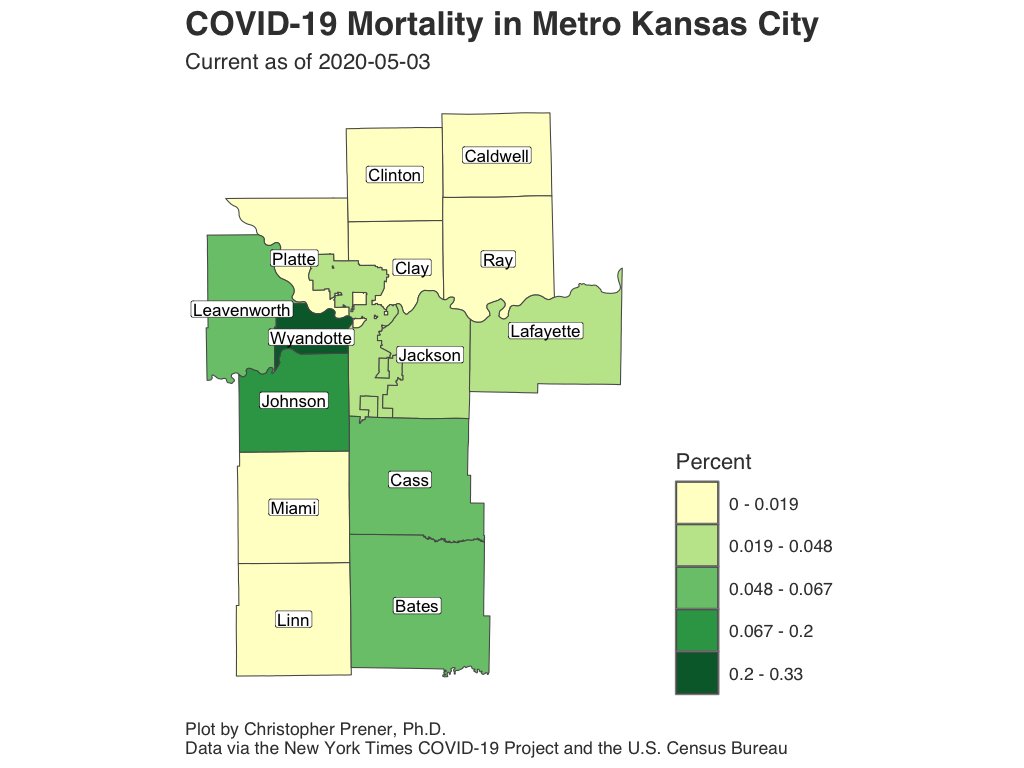 COVID-19 Mortality in Metro Kansas City
Current as of 2020-05-03
Caldwell
Clinton
Platte
Clay
Ray
Leavenworth
Lafayette
Wyandotte
Jackson
Johnson
Cass
Miami
Bates
Linn
Percent
0 - 0.019
0.019 - 0.048
0.048 - 0.067
0.067 - 0.2
0.2 - 0.33
Plot by Christopher Prener, Ph.D.
Data via the New York Times COVID-19 Project and the U.S. Census Bureau